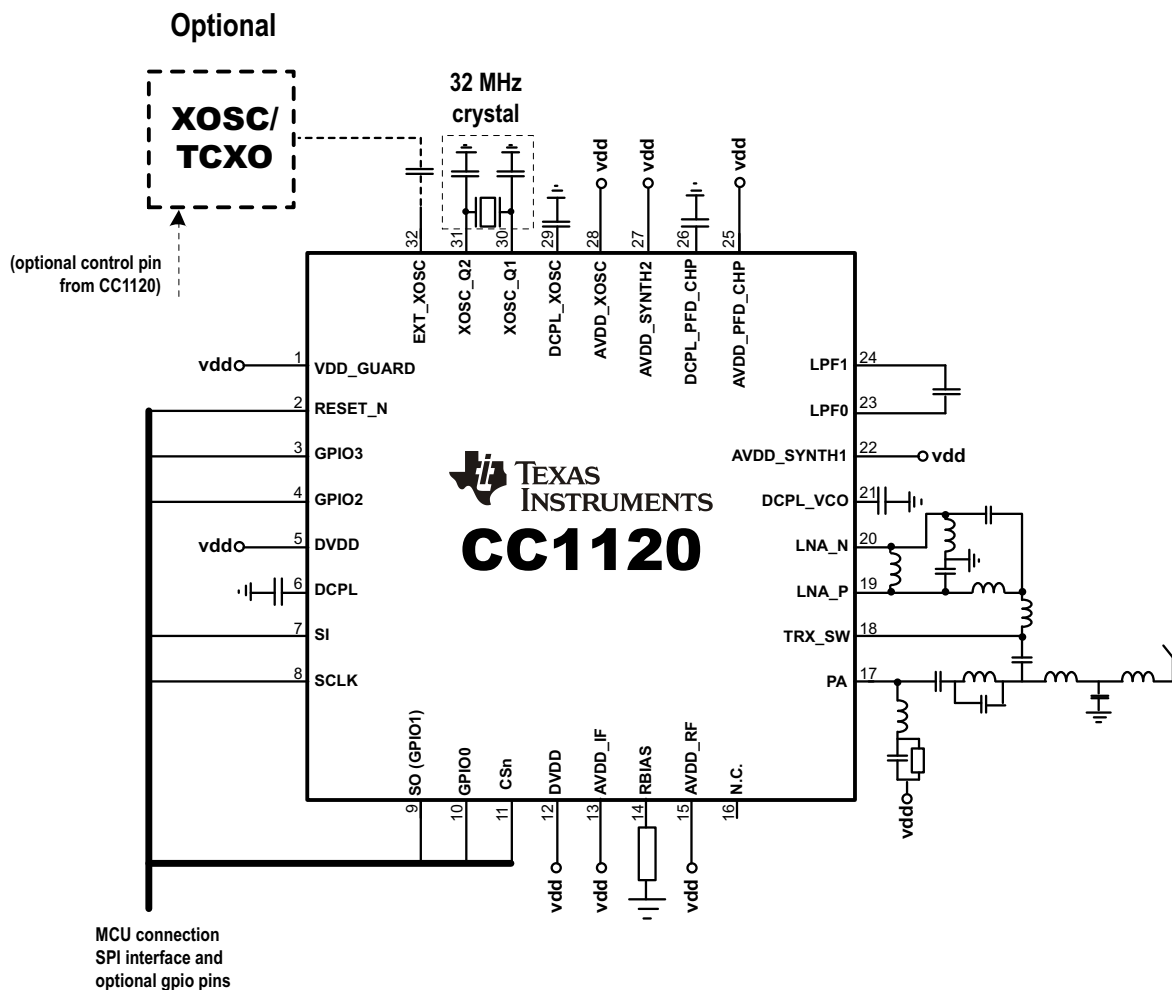 Optional
XOSC/
TCXO
32 MHz
crystal
(optional control pin
from CC1120)
vdd
vdd
vdd
32
31
30
29
28
27
26
25
EXT_XOSC
XOSC_Q2
XOSC_Q1
DCPL_XOSC
AVDD_XOSC
AVDD_SYNTH2
DCPL_PFD_CHP
AVDD_PFD_CHP
vdd
1
VDD_GUARD
2
RESET_N
3
GPIO3
4
GPIO2
vdd
5
DVDD
6
DCPL
7
SI
8
SCLK
TEXAS
INSTRUMENTS
CC1120
LPF1
24
LPF0
23
AVDD_SYNTH1
22
vdd
DCPL_VCO
21
LNA_N
20
LNA_P
19
TRX_SW
18
PA
17
vdd
SO (GPIO1)
GPIO0
CSn
DVDD
AVDD_IF
RBIAS
AVDD_RF
N.C.
9
10
11
12
13
14
15
16
vdd
vdd
vdd
MCU connection
SPI interface and
optional gpio pins